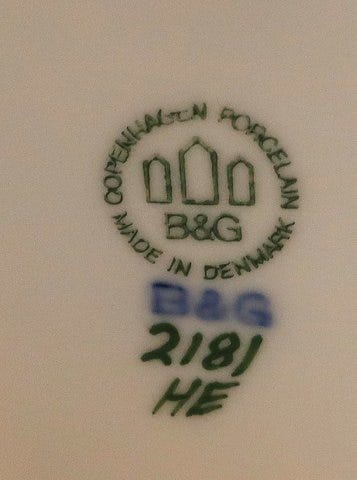 COPENHAGEN PORCELAIN
B&G
MADE IN DENMARK
B&G
2181
HE